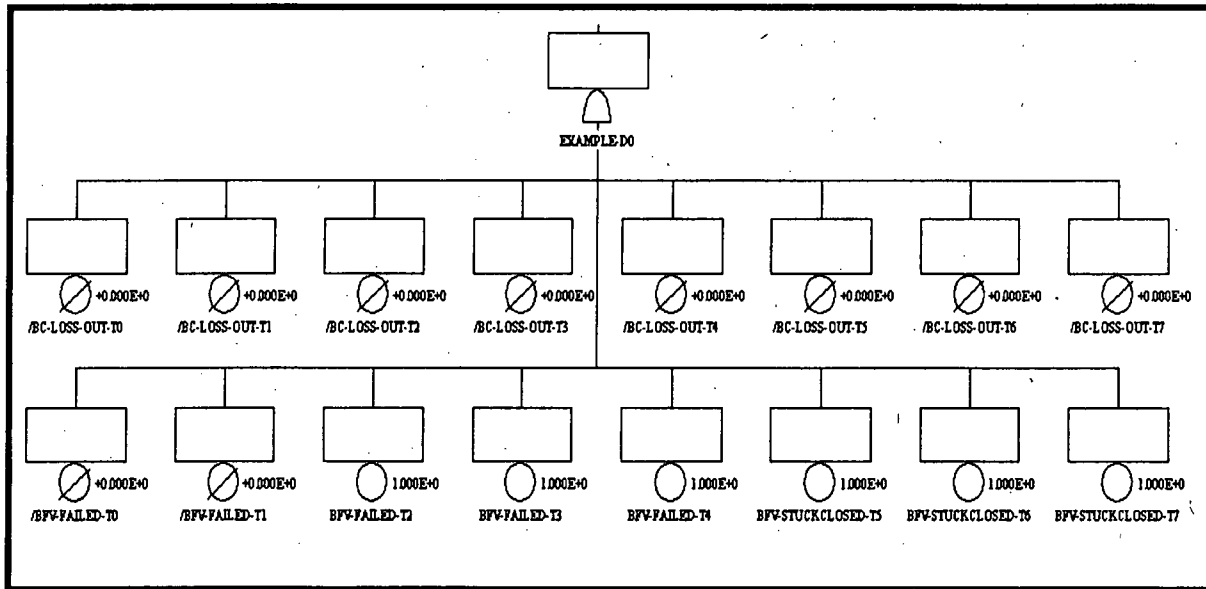 EXAMPLE-D0
+0.000E+0 +0.000E+0 +0.000E+0 +0.000E+0 +0.000E+0 +0.000E+0 +0.000E+0 +0.000E+0
/BC-LOSS-OUT-T0 /BC-LOSS-OUT-T1 /BC-LOSS-OUT-T2 /BC-LOSS-OUT-T3 /BC-LOSS-OUT-T4 /BC-LOSS-OUT-T5 /BC-LOSS-OUT-T6 /BC-LOSS-OUT-T7
+0.000E+0 +0.000E+0 1.000E+0 1.000E+0 1.000E+0 1.000E+0 1.000E+0 1.000E+0
/BFV-FAILED-T0 /BFV-FAILED-T1 BFV-FAILED-T2 BFV-FAILED-T3 BFV-FAILED-T4 BFV-STUCKCLOSED-T5 BFV-STUCKCLOSED-T6 BFV-STUCKCLOSED-T7